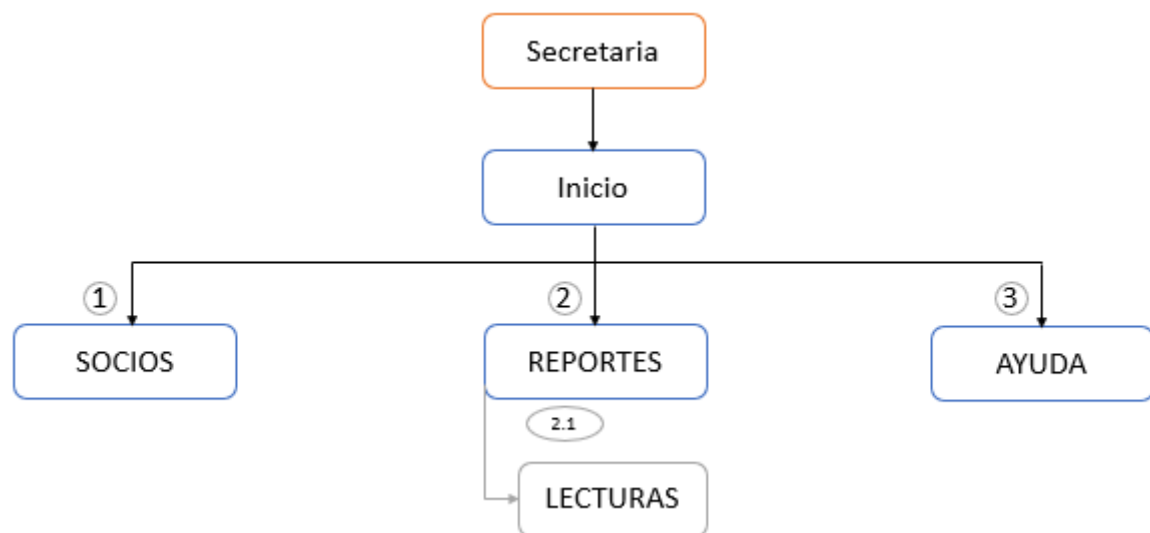 Secretaria
Inicio
1
2
3
SOCIOS
REPORTES
AYUDA
2.1
LECTURAS